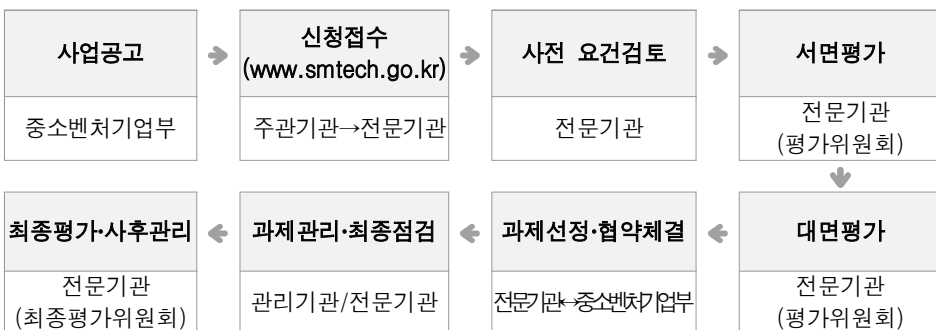 사업공고
중소벤처기업부
신청접수
(www.smtech.go.kr)
주관기관→전문기관
사전 요건검토
전문기관
서면평가
전문기관
(평가위원회)
대면평가
전문기관
(평가위원회)
과제선정·협약체결
전문기관↔중소벤처기업부
과제관리·최종점검
관리기관/전문기관
최종평가·사후관리
전문기관
(최종평가위원회)